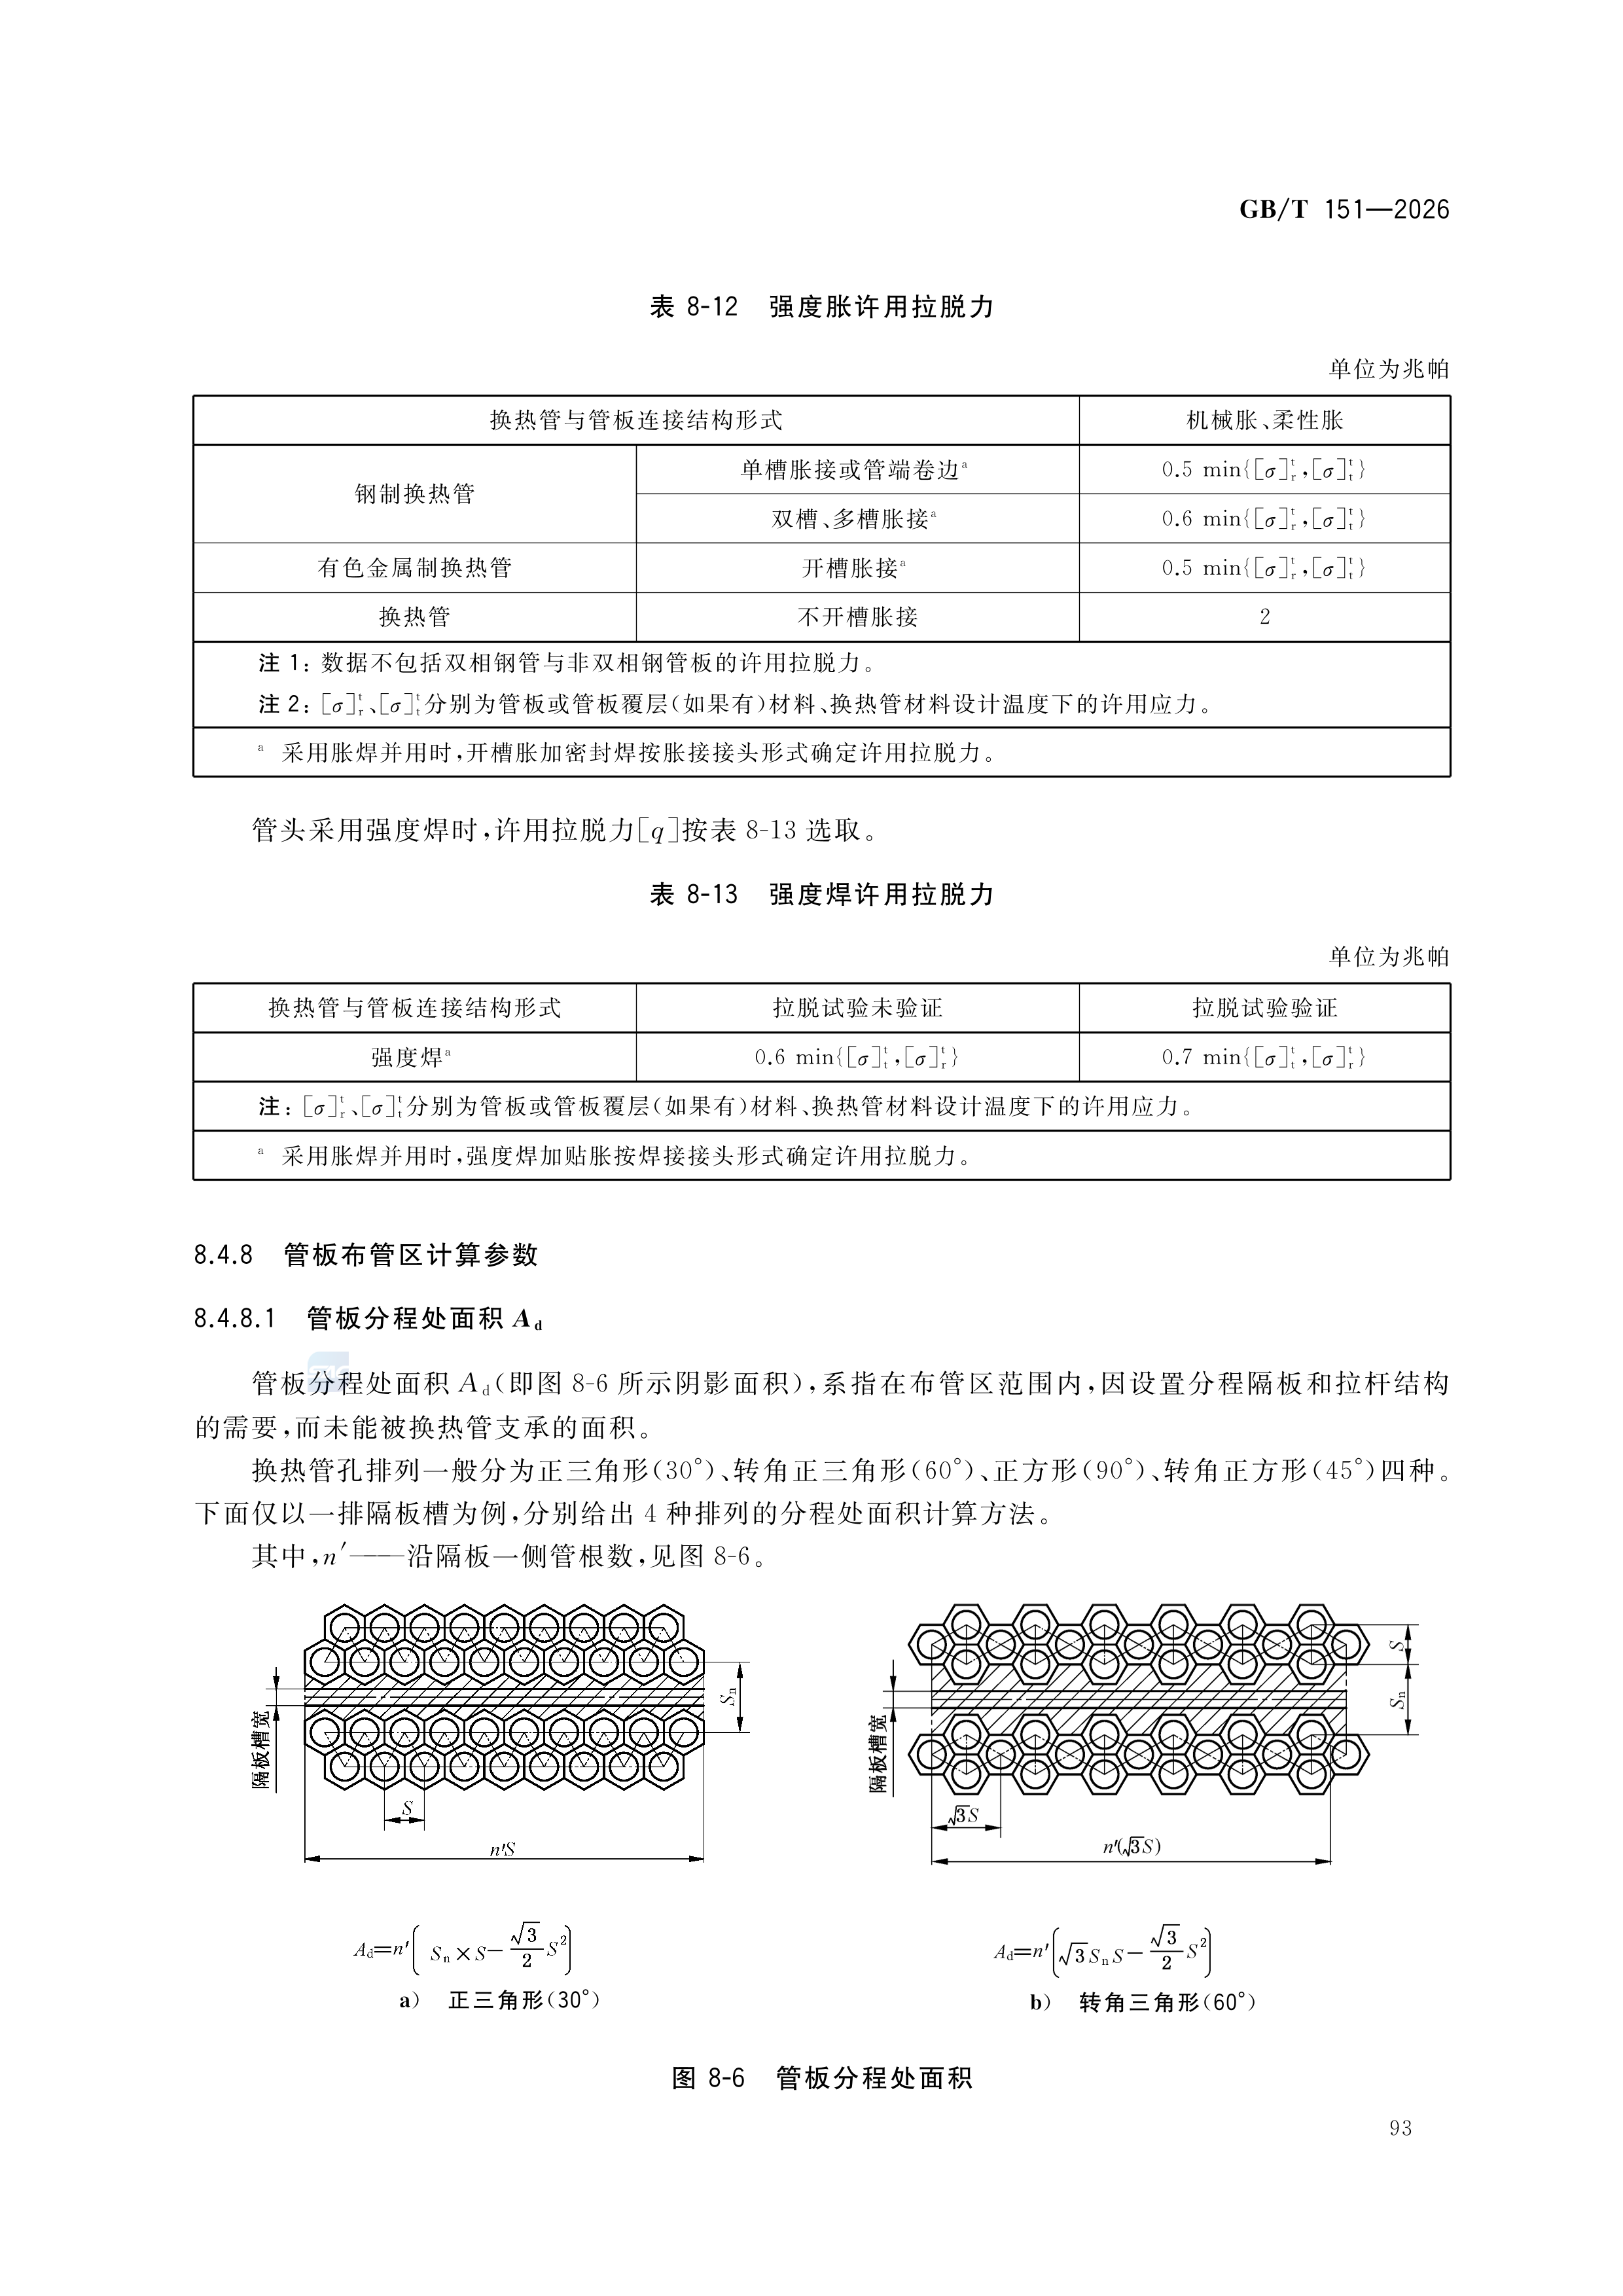 GB/T 151—2026
表 8-12 强度胀许用拉脱力
单位为兆帕
换热管与管板连接结构形式 机械胀、柔性胀
钢制换热管 单槽胀接或管端卷边ᵃ 0.5 min{[σ]ᵗᵣ,[σ]ᵗₜ}
双槽、多槽胀接ᵃ 0.6 min{[σ]ᵗᵣ,[σ]ᵗₜ}
有色金属制换热管 开槽胀接ᵃ 0.5 min{[σ]ᵗᵣ,[σ]ᵗₜ}
换热管 不开槽胀接 2
注 1: 数据不包括双相钢管与非双相钢管板的许用拉脱力。
注 2: [σ]ᵗᵣ、[σ]ᵗₜ分别为管板或管板覆层(如果有)材料、换热管材料设计温度下的许用应力。
ᵃ 采用胀焊并用时,开槽胀加密封焊按胀接接头形式确定许用拉脱力。
管头采用强度焊时,许用拉脱力[q]按表 8-13 选取。
表 8-13 强度焊许用拉脱力
单位为兆帕
换热管与管板连接结构形式 拉脱试验未验证 拉脱试验验证
强度焊ᵃ 0.6 min{[σ]ᵗₜ,[σ]ᵗᵣ} 0.7 min{[σ]ᵗₜ,[σ]ᵗᵣ}
注: [σ]ᵗᵣ、[σ]ᵗₜ分别为管板或管板覆层(如果有)材料、换热管材料设计温度下的许用应力。
ᵃ 采用胀焊并用时,强度焊加贴胀按焊接接头形式确定许用拉脱力。
8.4.8 管板布管区计算参数
8.4.8.1 管板分程处面积 A_d
管板分程处面积 A_d(即图 8-6 所示阴影面积),系指在布管区范围内,因设置分程隔板和拉杆结构
的需要,而未能被换热管支承的面积。
换热管孔排列一般分为正三角形(30°)、转角正三角形(60°)、正方形(90°)、转角正方形(45°)四种。
下面仅以一排隔板槽为例,分别给出 4 种排列的分程处面积计算方法。
其中,n′——沿隔板一侧管根数,见图 8-6。
隔板槽宽
Sₙ
S
n′S
隔板槽宽
S
Sₙ
√3S
n′(√3S)
A_d=n′(Sₙ×S−√3/2 S²)
a) 正三角形(30°)
A_d=n′(√3SₙS−√3/2 S²)
b) 转角三角形(60°)
图 8-6 管板分程处面积
93